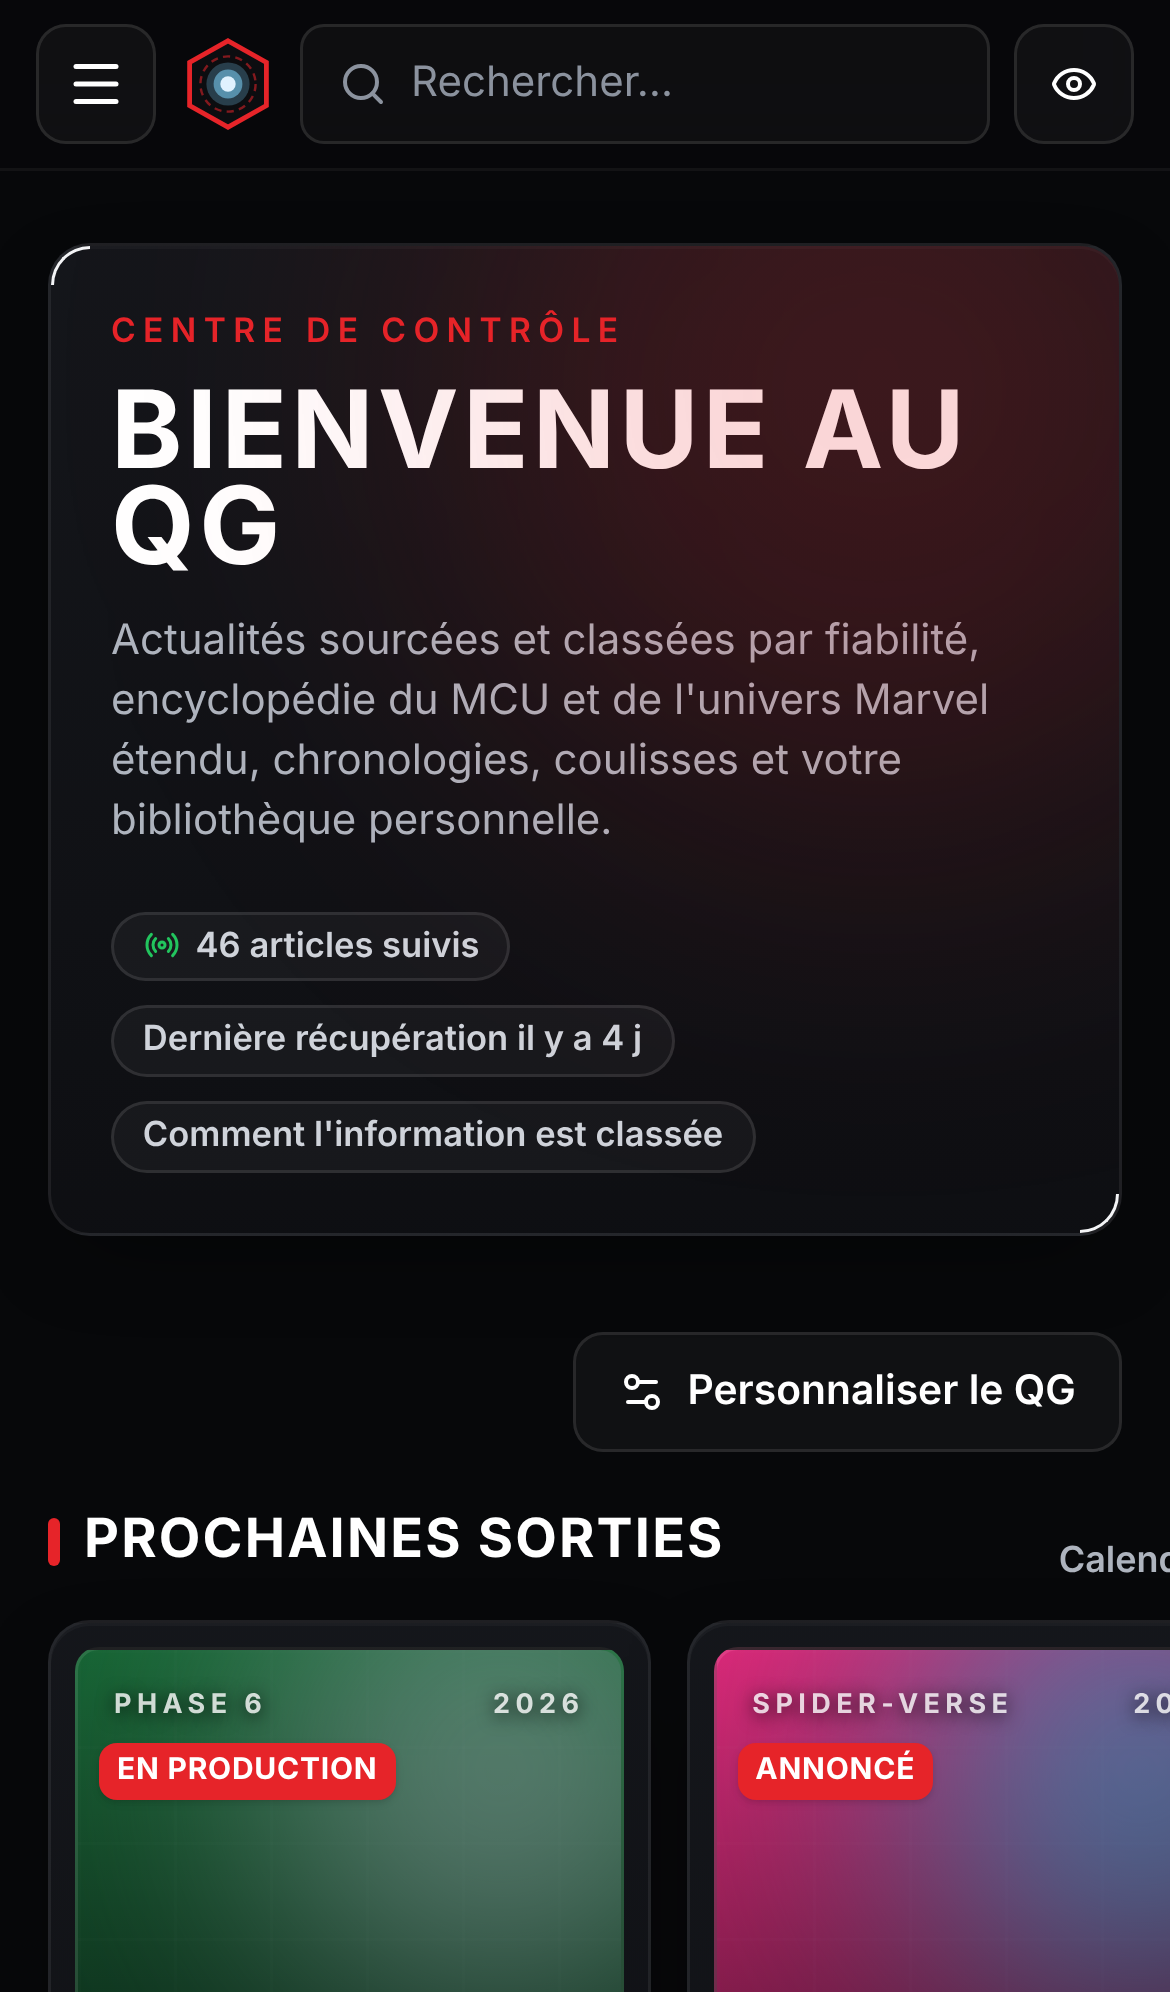 Rechercher...
CENTRE DE CONTRÔLE
BIENVENUE AU
QG
Actualités sourcées et classées par fiabilité,
encyclopédie du MCU et de l'univers Marvel
étendu, chronologies, coulisses et votre
bibliothèque personnelle.
46 articles suivis
Dernière récupération il y a 4 j
Comment l'information est classée
Personnaliser le QG
PROCHAINES SORTIES
PHASE 6 2026
SPIDER-VERSE
EN PRODUCTION
ANNONCÉ